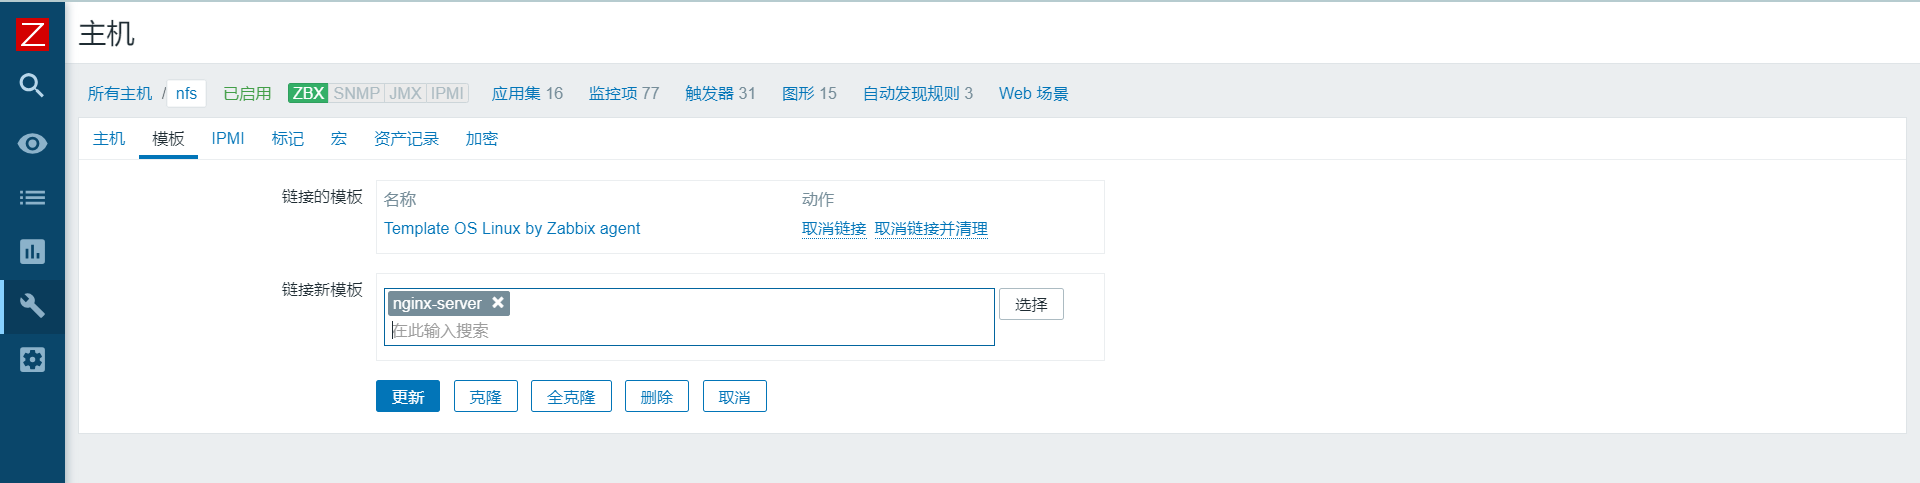 Z
主机
所有主机 / nfs 已启用 ZBX SNMP JMX IPMI 应用集 16 监控项 77 触发器 31 图形 15 自动发现规则 3 Web 场景
主机 模板 IPMI 标记 宏 资产记录 加密
链接的模板 名称 动作
Template OS Linux by Zabbix agent 取消链接 取消链接并清理
链接新模板 nginx-server 选择
在此输入搜索
更新 克隆 全克隆 删除 取消